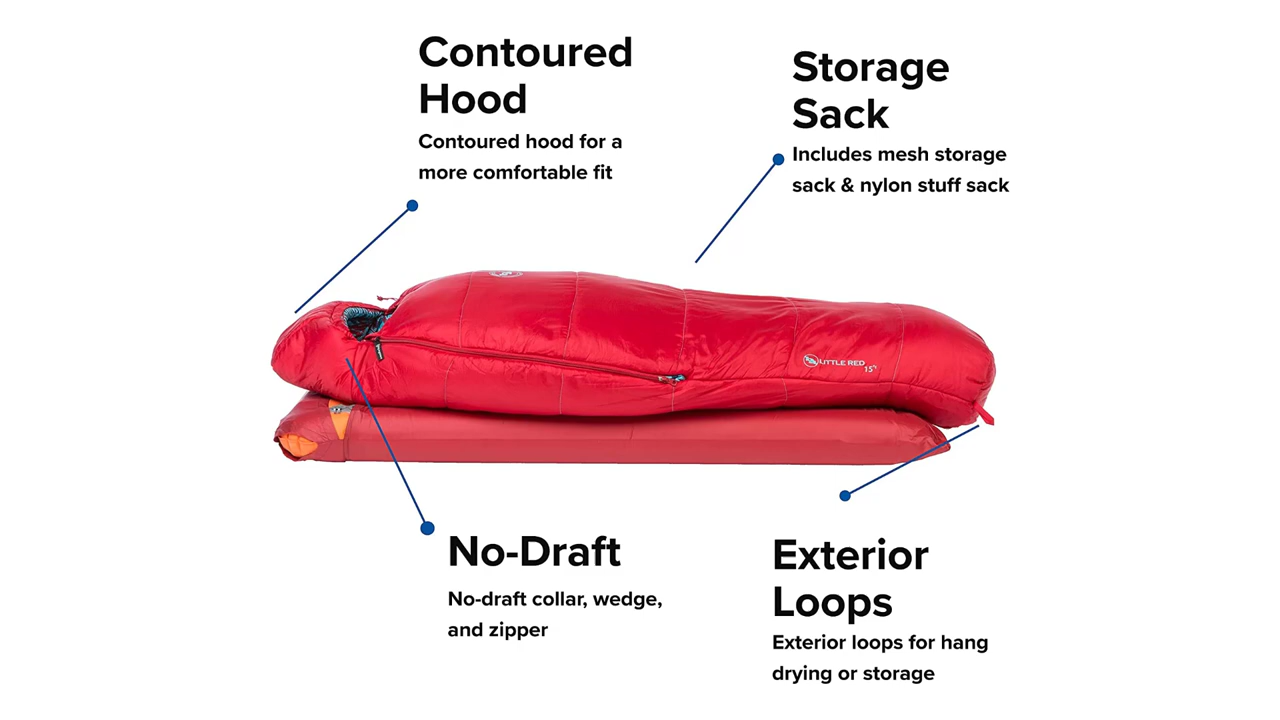 Contoured
Hood
Contoured hood for a
more comfortable fit
Storage
Sack
Includes mesh storage
sack & nylon stuff sack
LITTLE RED
15°
No-Draft
No-draft collar, wedge,
and zipper
Exterior
Loops
Exterior loops for hang
drying or storage